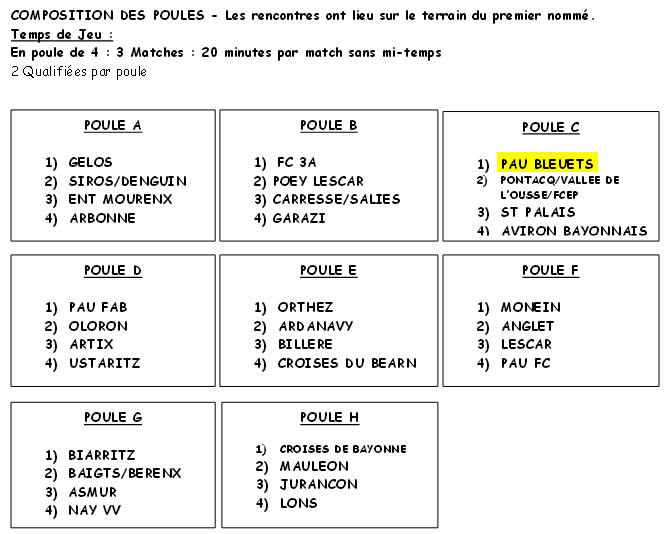 COMPOSITION DES POULES - Les rencontres ont lieu sur le terrain du premier nommé.
Temps de Jeu :
En poule de 4 : 3 Matches : 20 minutes par match sans mi-temps
2 Qualifiées par poule
POULE A
1) GELOS
2) SIROS/DENGUIN
3) ENT MOURENX
4) ARBONNE
POULE B
1) FC 3A
2) POEY LESCAR
3) CARRESSE/SALIES
4) GARAZI
POULE C
1) PAU BLEUETS
2) PONTACQ/VALLEE DE
L'OUSSE/FCEP
3) ST PALAIS
4) AVIRON BAYONNAIS
POULE D
1) PAU FAB
2) OLORON
3) ARTIX
4) USTARITZ
POULE E
1) ORTHEZ
2) ARDANAVY
3) BILLERE
4) CROISES DU BEARN
POULE F
1) MONEIN
2) ANGLET
3) LESCAR
4) PAU FC
POULE G
1) BIARRITZ
2) BAIGTS/BERENX
3) ASMUR
4) NAY VV
POULE H
1) CROISES DE BAYONNE
2) MAULEON
3) JURANCON
4) LONS